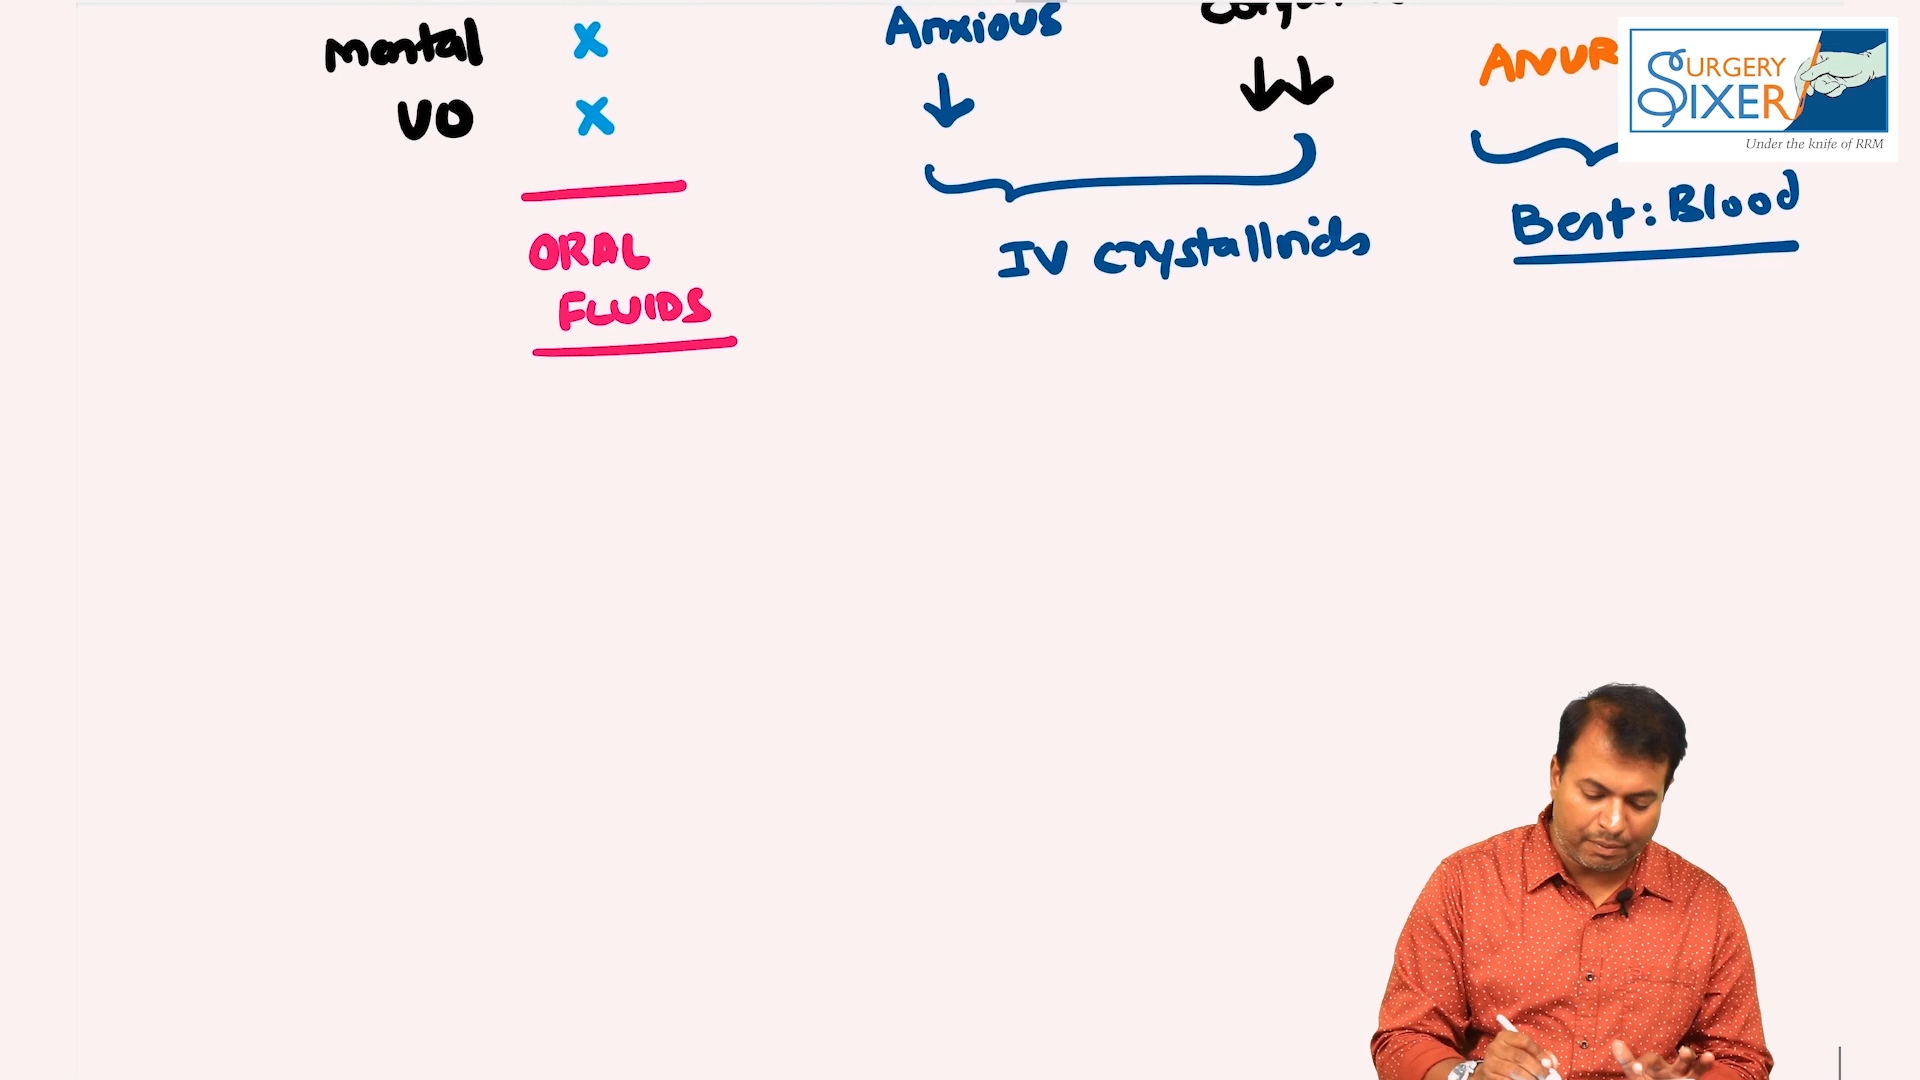 Mental X Anxious
ANUR
UO X
SURGERY SIXER
Under the knife of RRM
Best: Blood
IV crystalloids
ORAL
FLUIDS